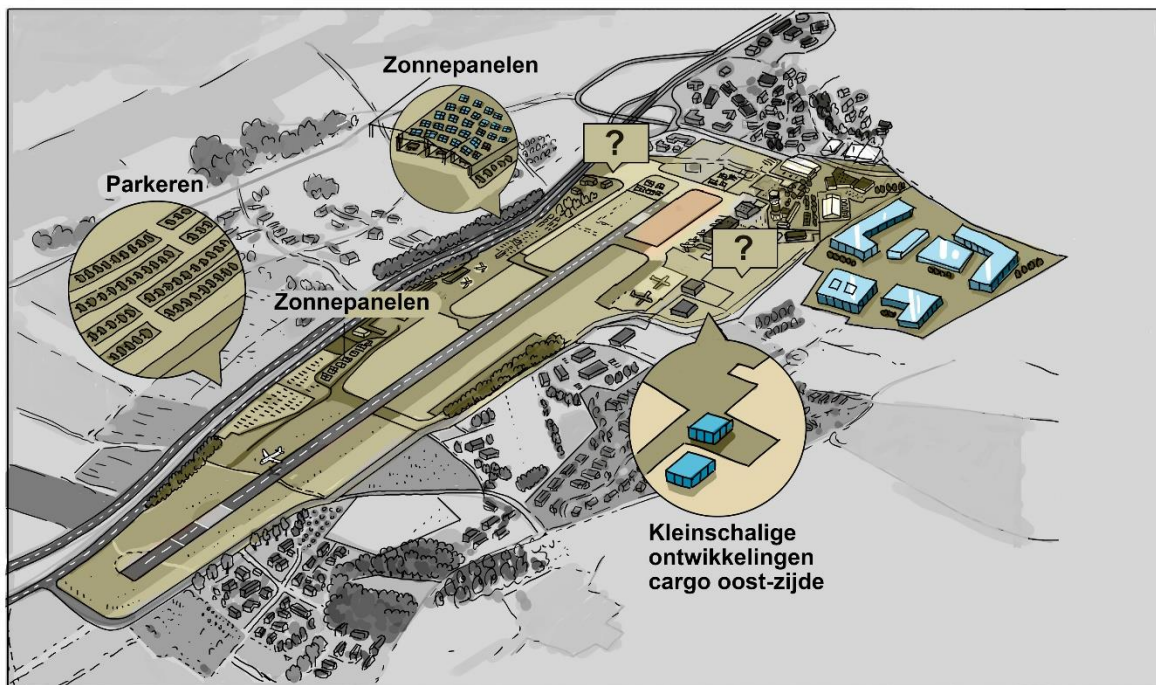 Zonnepanelen
?
Parkeren
?
Zonnepanelen
Kleinschalige
ontwikkelingen
cargo oost-zijde